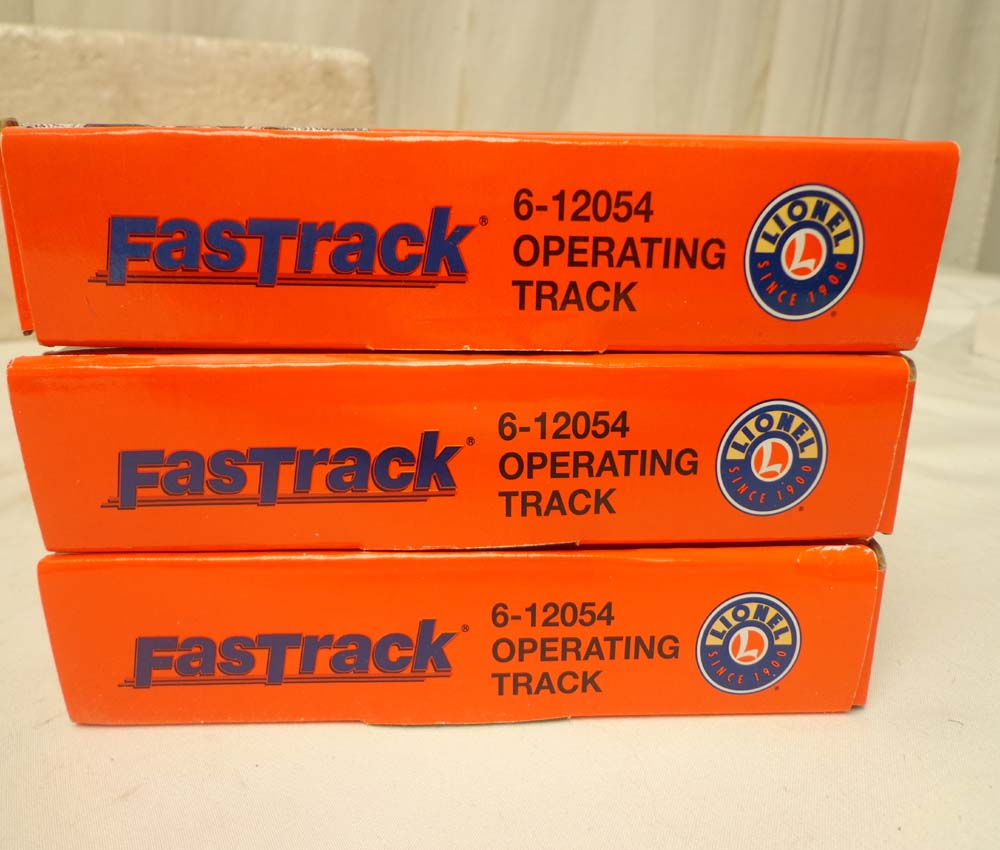 FasTrack®
6-12054
OPERATING
TRACK
LIONEL
L
SINCE 1900
FasTrack®
6-12054
OPERATING
TRACK
LIONEL
L
SINCE 1900
FasTrack®
6-12054
OPERATING
TRACK
LIONEL
L
SINCE 1900